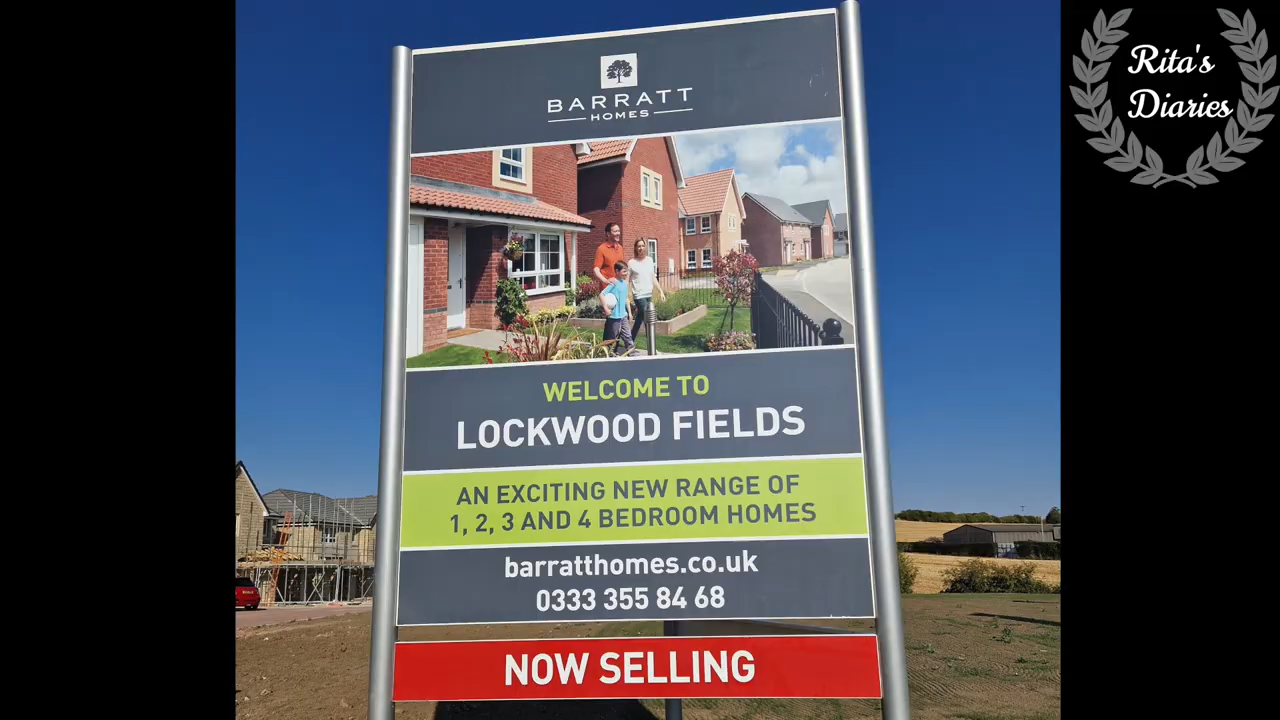 BARRATT
HOMES
WELCOME TO
LOCKWOOD FIELDS
AN EXCITING NEW RANGE OF
1, 2, 3 AND 4 BEDROOM HOMES
barratthomes.co.uk
0333 355 84 68
NOW SELLING
Rita's
Diaries